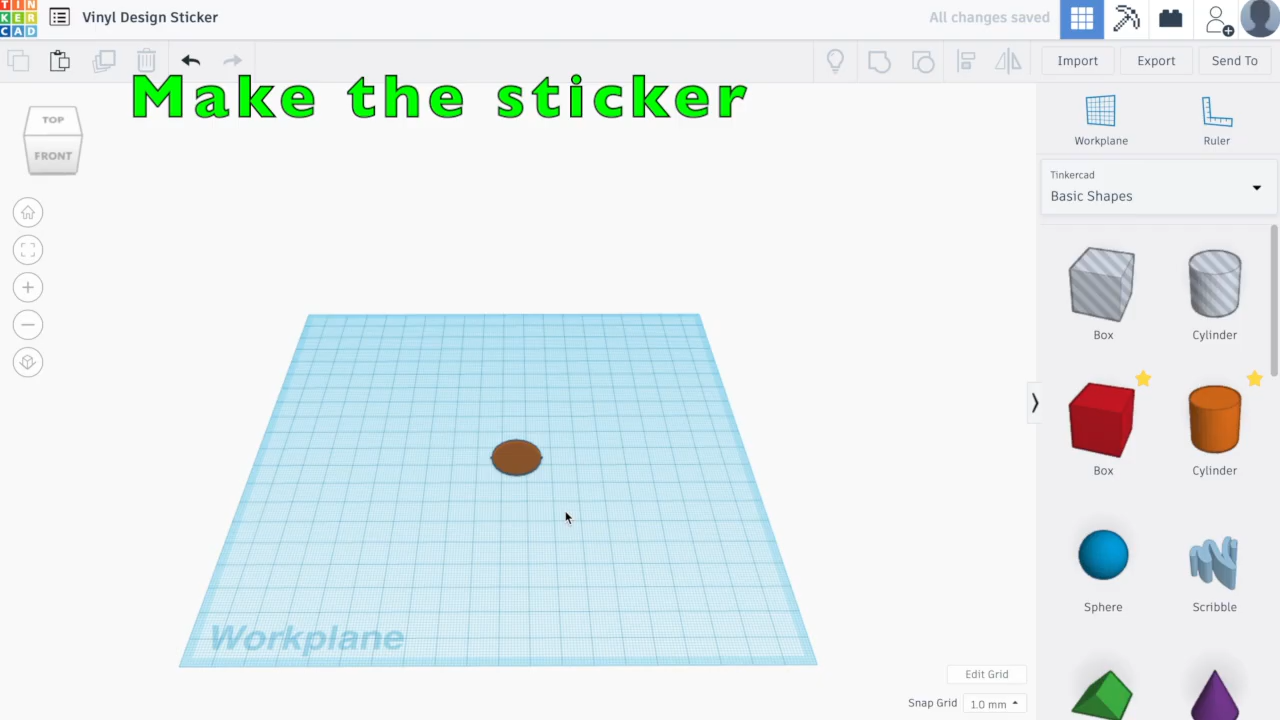 TIN
KER
CAD
Vinyl Design Sticker
All changes saved
Import
Export
Send To
Make the sticker
TOP
FRONT
Workplane
Ruler
Tinkercad
Basic Shapes
Box
Cylinder
Box
Cylinder
Sphere
Scribble
Workplane
Edit Grid
Snap Grid
1.0 mm